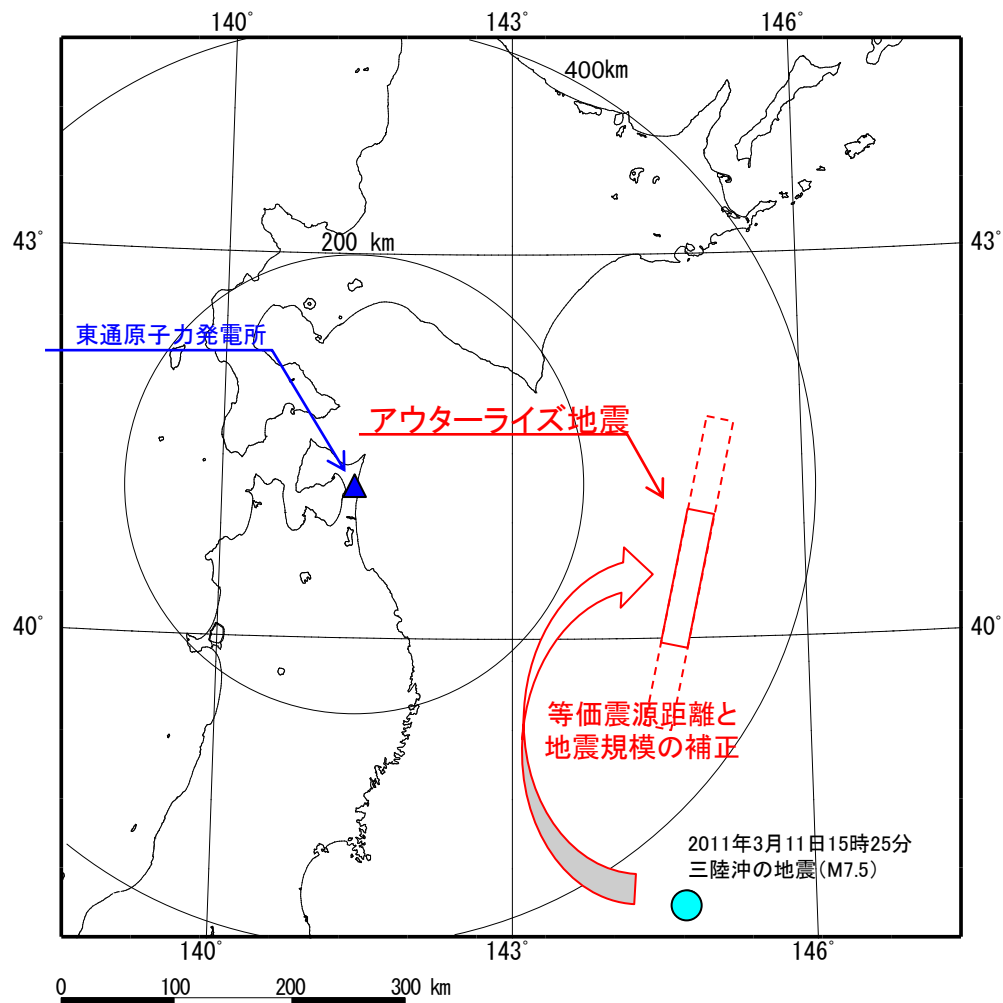 140°
143°
146°
400km
43°
43°
200 km
東通原子力発電所
アウターライズ地震
40°
40°
等価震源距離と
地震規模の補正
2011年3月11日15時25分
三陸沖の地震(M7.5)
140°
143°
146°
0 100 200 300 km